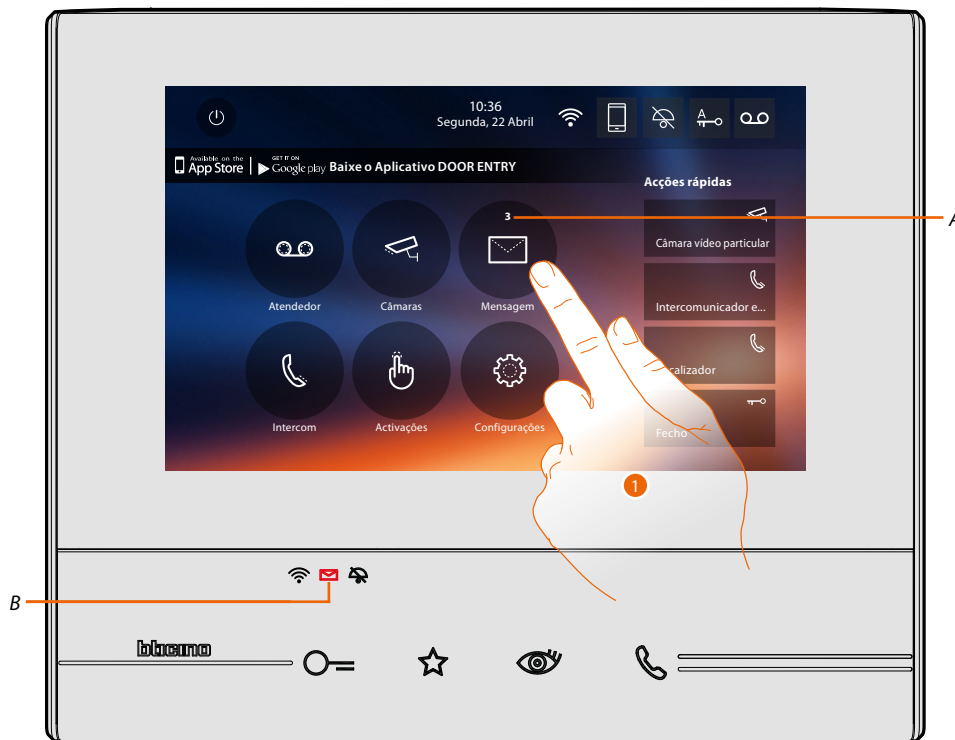 10:36
Segunda, 22 Abril
A
Available on the
App Store
GET IT ON
Google play
Baixe o Aplicativo DOOR ENTRY
Acções rápidas
3
A
Câmara vídeo particular
Atendedor
Câmaras
Mensagem
Intercomunicador e...
calizador
Intercom
Activações
Configurações
Fecho
1
B
bticino